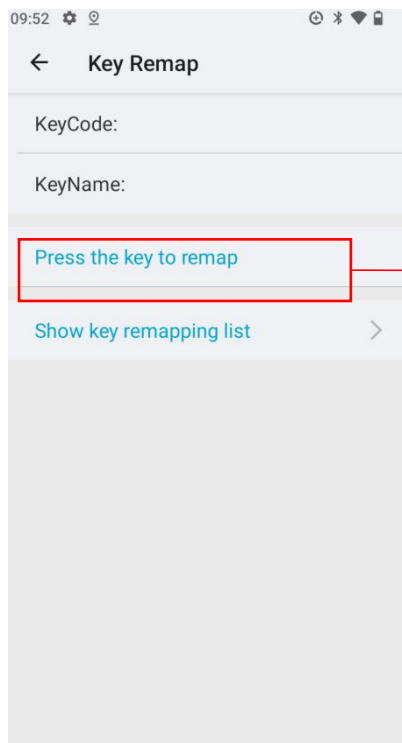 09:52
Key Remap
KeyCode:
KeyName:
Press the key to remap
Show key remapping list